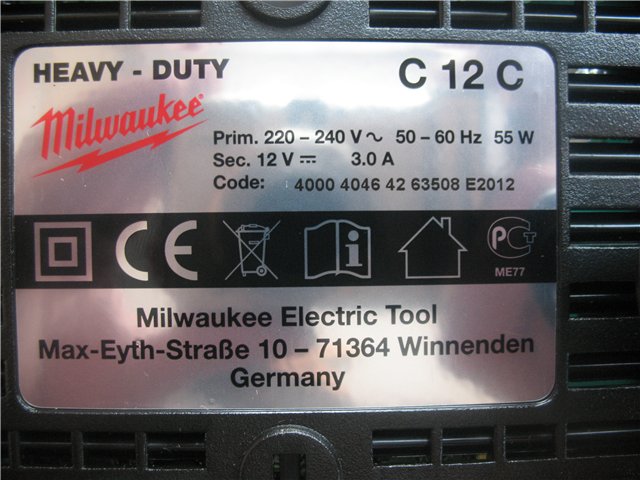 HEAVY - DUTY C 12 C
Milwaukee
Prim. 220 – 240 V ~ 50 – 60 Hz 55 W
Sec. 12 V ⎓ 3.0 A
Code: 4000 4046 42 63508 E2012
CE PCT
ME77
Milwaukee Electric Tool
Max-Eyth-Straße 10 – 71364 Winnenden
Germany